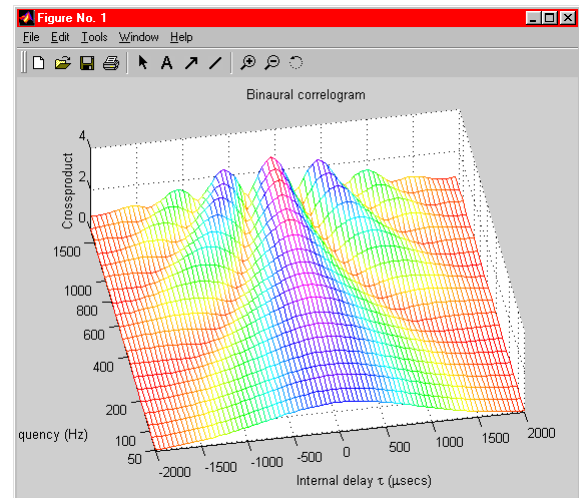 Figure No. 1
File Edit Tools Window Help
A
Binaural correlogram
4
2
0
Crossproduct
1500
1000
800
600
400
200
100
50
quency (Hz)
-2000 -1500 -1000 -500 0 500 1000 1500 2000
Internal delay τ (μsecs)